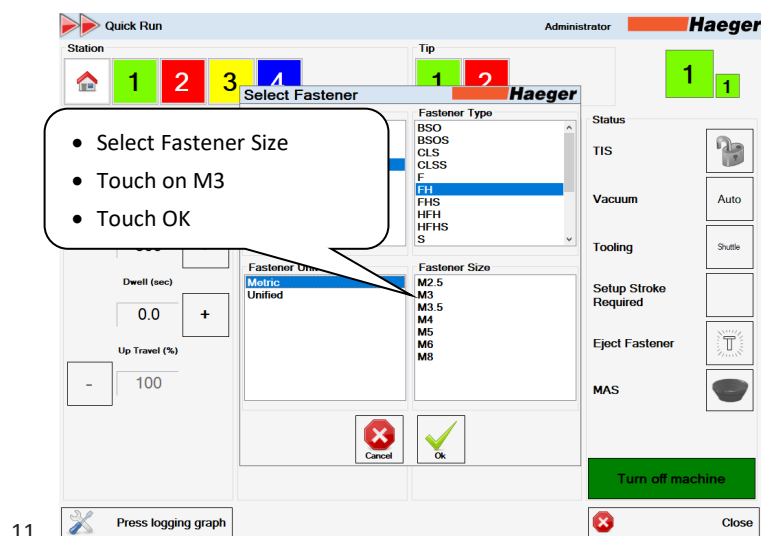 Quick Run
Administrator
Haeger
Station
Tip
1
2
3
4
1
2
1
1
Select Fastener
Haeger
• Select Fastener Size
• Touch on M3
• Touch OK
Fastener Type
BSO
BSOS
CLS
CLSS
F
FH
FHS
HFH
HFHS
S
Status
TIS
Vacuum
Auto
Tooling
Shuttle
Setup Stroke
Required
Eject Fastener
T
MAS
Dwell (sec)
0.0
+
Up Travel (%)
-
100
Metric
Unified
Fastener Size
M2.5
M3
M3.5
M4
M5
M6
M8
Cancel
Ok
Turn off machine
11
Press logging graph
Close